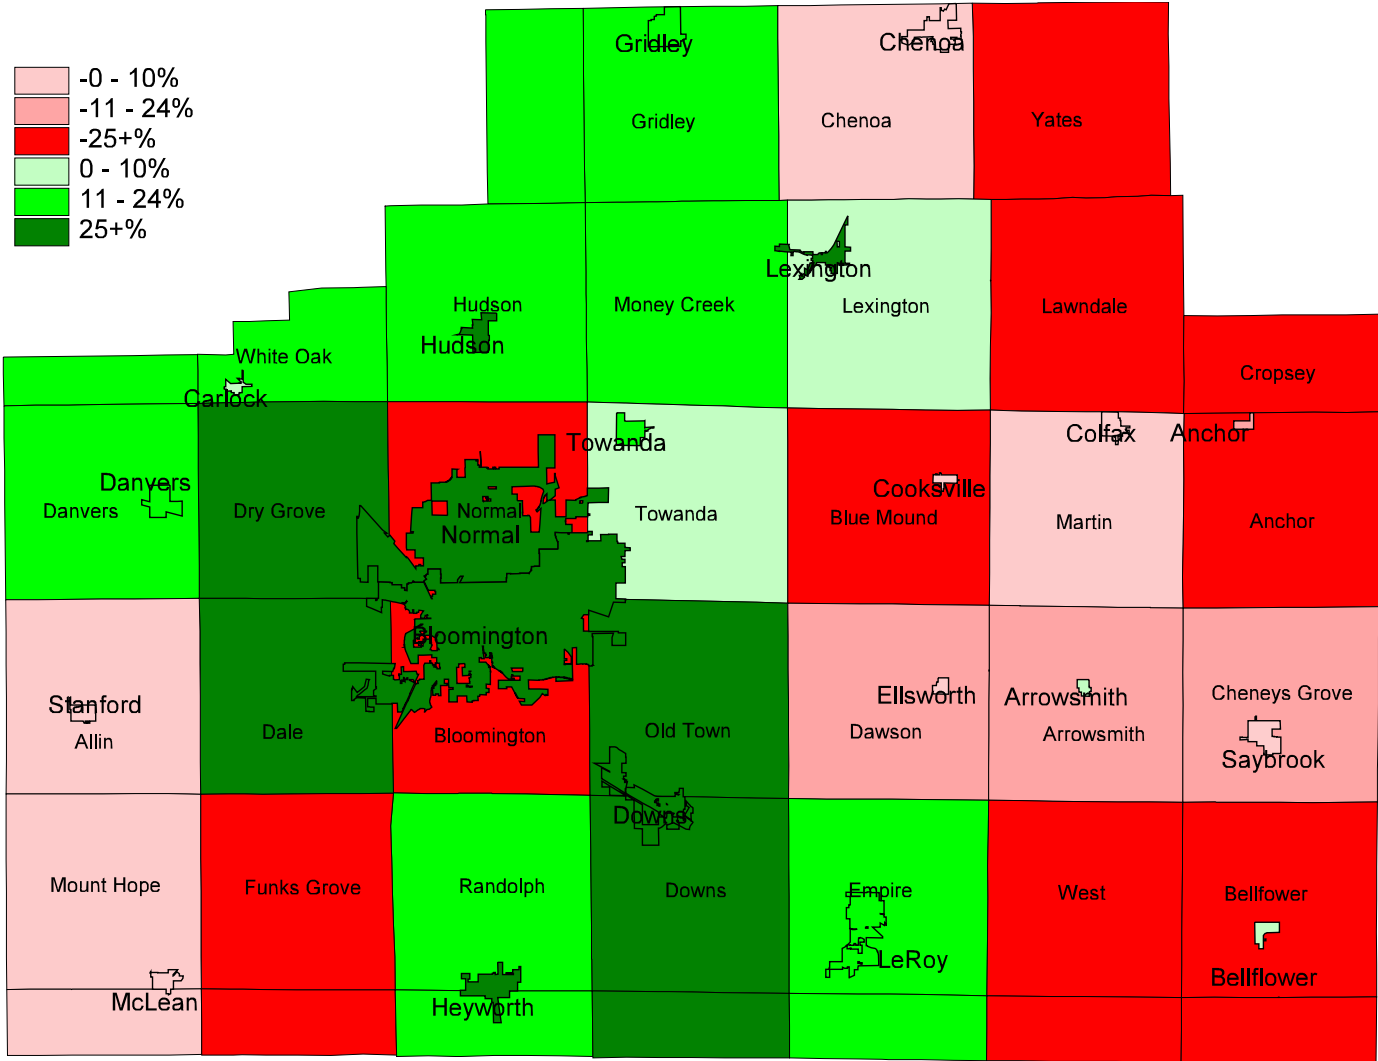 Gridley
Chenoa
-0 - 10%
-11 - 24%
-25+%
0 - 10%
11 - 24%
25+%
Gridley
Chenoa
Yates
Lexington
Hudson
Money Creek
Lexington
Lawndale
Hudson
White Oak
Cropsey
Carlock
Towanda
Colfax
Anchor
Danvers
Cooksville
Danvers
Dry Grove
Normal
Towanda
Blue Mound
Martin
Anchor
Normal
Bloomington
Stanford
Ellsworth
Arrowsmith
Cheneys Grove
Allin
Dale
Bloomington
Old Town
Dawson
Arrowsmith
Saybrook
Downs
Mount Hope
Funks Grove
Randolph
Downs
Empire
West
Bellfower
LeRoy
Bellflower
McLean
Heyworth